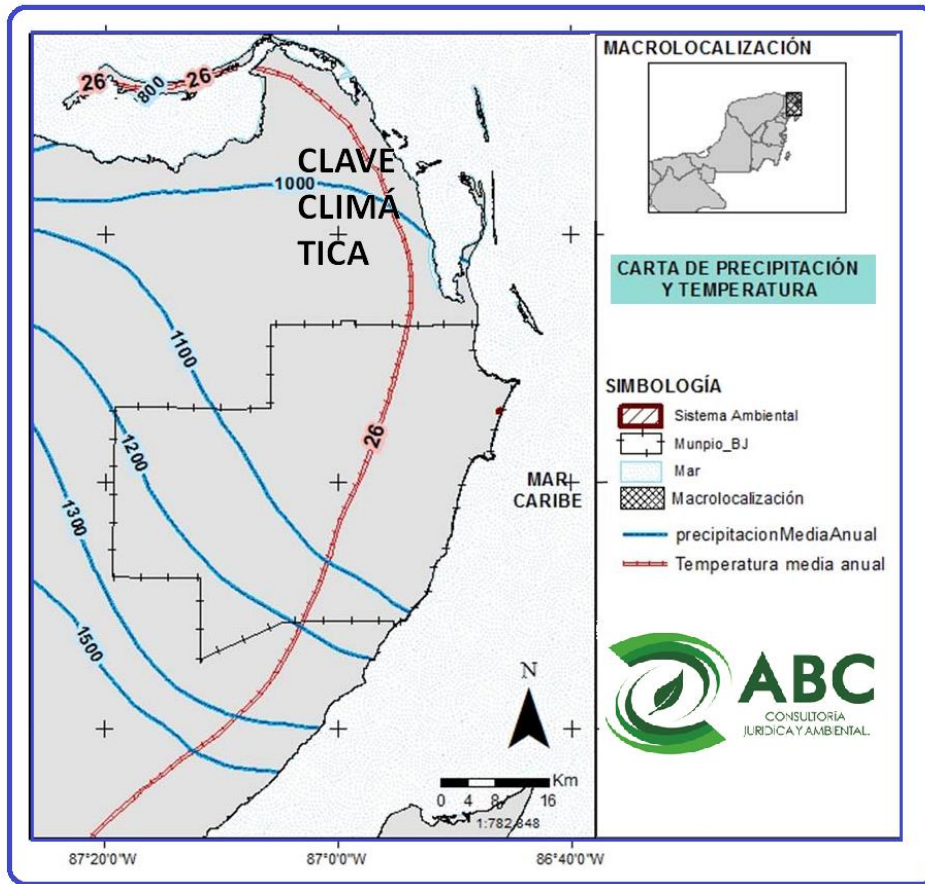 26
800
26
CLAVE
CLIMÁ
TICA
1000
1100
1200
1300
1500
26
MAR
CARIBE
N
Km
0 4 8 16
1:782,848
87°20'0"W
87°0'0"W
86°40'0"W
MACROLOCALIZACIÓN
CARTA DE PRECIPITACIÓN
Y TEMPERATURA
SIMBOLOGÍA
Sistema Ambiental
Munpio_BJ
Mar
Macrolocalización
precipitacionMediaAnual
Temperatura media anual
ABC
CONSULTORÍA
JURIDICA Y AMBIENTAL.